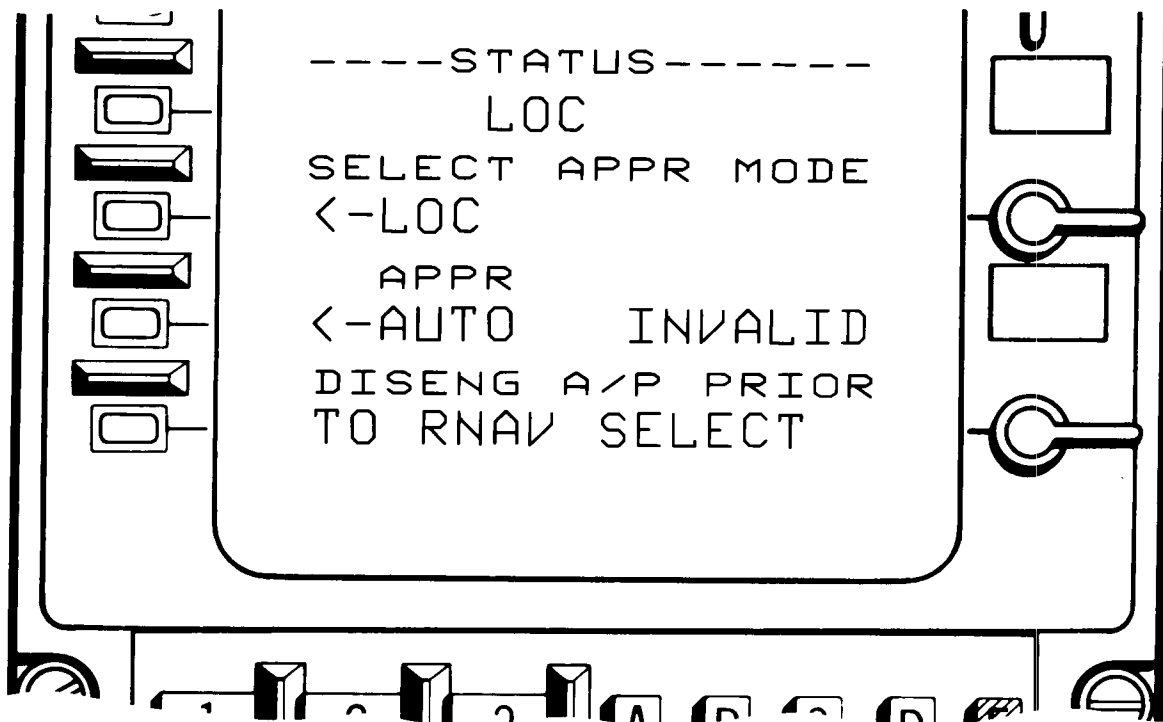 ----STATUS------
LOC
SELECT APPR MODE
<-LOC
APPR
<-AUTO INVALID
DISENG A/P PRIOR
TO RNAV SELECT
A